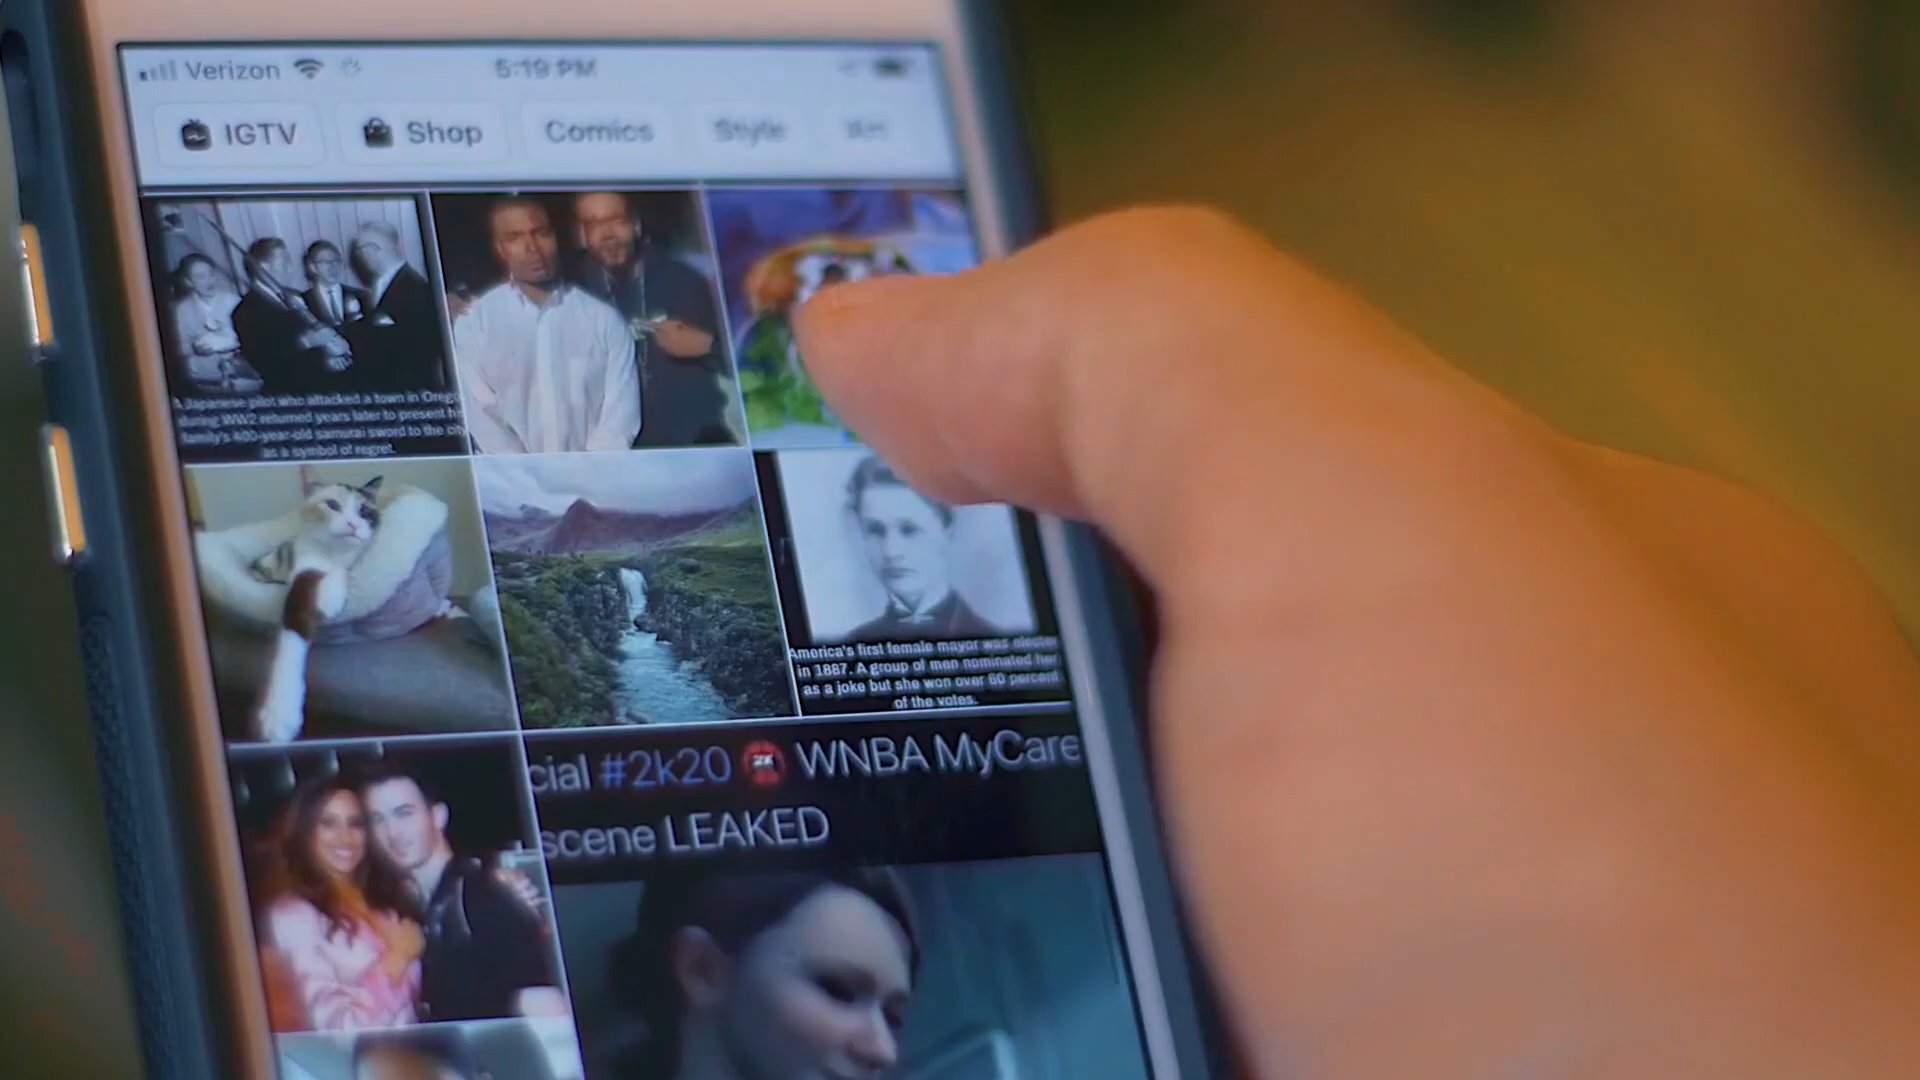 Verizon
5:19 PM
IGTV
Shop
Comics
Style
A Japanese pilot who attacked a town in Orego
during WW2 returned years later to present h
family's 400-year-old samurai sword to the city
as a symbol of regret.
America's first female mayor was electe
in 1887. A group of men nominated her
as a joke but she won over 60 percent
of the votes.
cial #2k20 2K WNBA MyCare
scene LEAKED